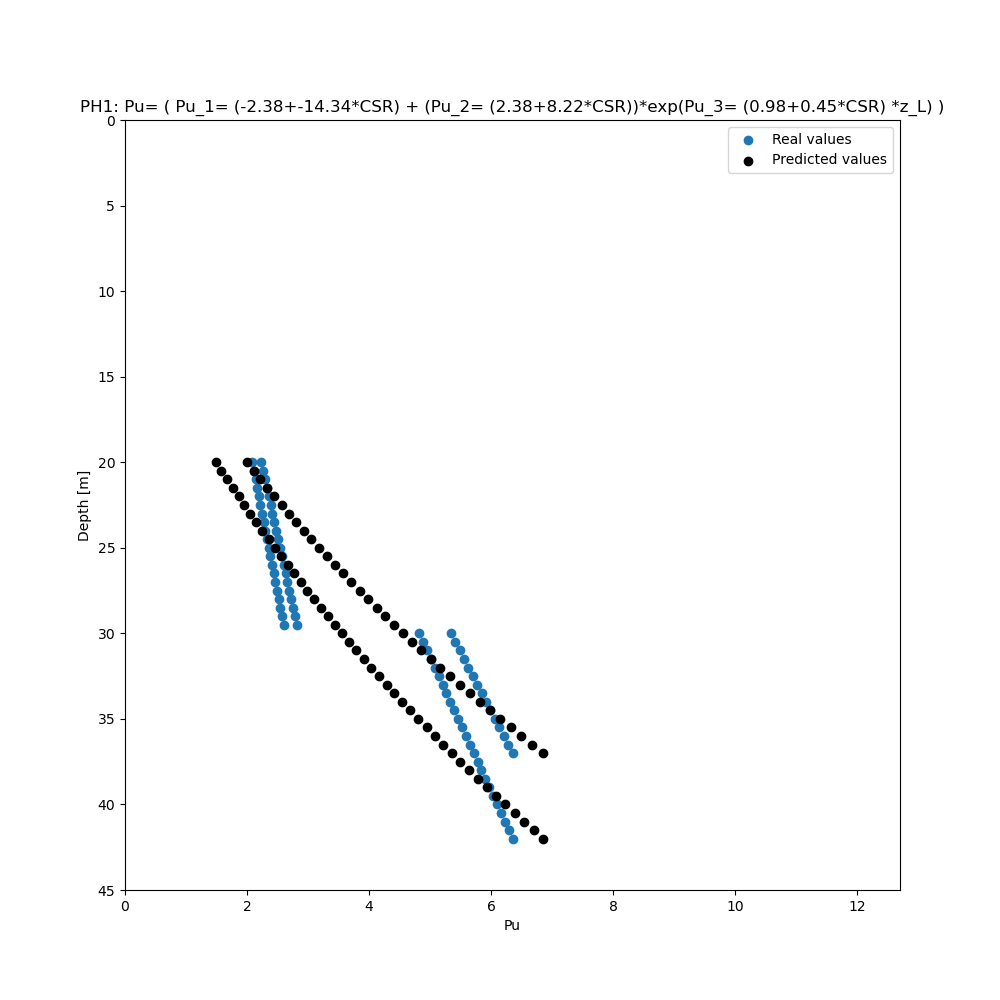 PH1: Pu= ( Pu_1= (-2.38+-14.34*CSR) + (Pu_2= (2.38+8.22*CSR))*exp(Pu_3= (0.98+0.45*CSR) *z_L) )
Real values
Predicted values
0
5
10
15
20
25
30
35
40
45
Depth [m]
0 2 4 6 8 10 12
Pu